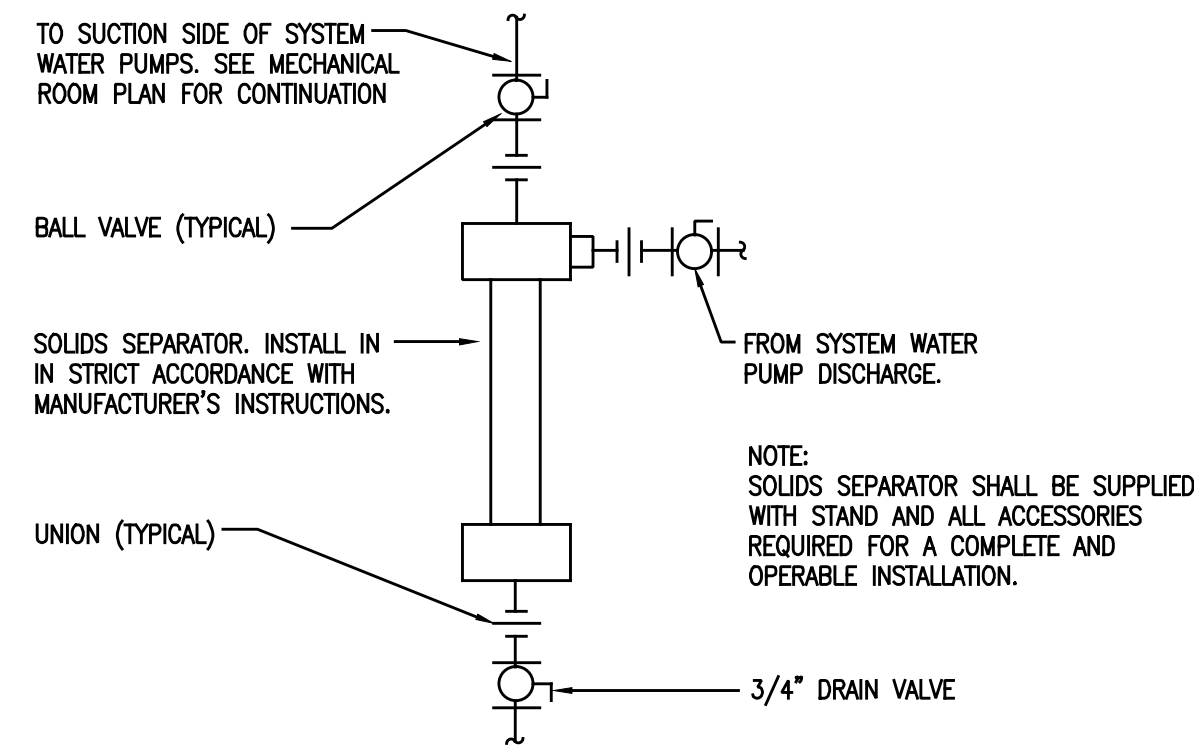 TO SUCTION SIDE OF SYSTEM
WATER PUMPS. SEE MECHANICAL
ROOM PLAN FOR CONTINUATION
BALL VALVE (TYPICAL)
SOLIDS SEPARATOR. INSTALL IN
IN STRICT ACCORDANCE WITH
MANUFACTURER'S INSTRUCTIONS.
FROM SYSTEM WATER
PUMP DISCHARGE.
NOTE:
SOLIDS SEPARATOR SHALL BE SUPPLIED
WITH STAND AND ALL ACCESSORIES
REQUIRED FOR A COMPLETE AND
OPERABLE INSTALLATION.
UNION (TYPICAL)
3/4" DRAIN VALVE